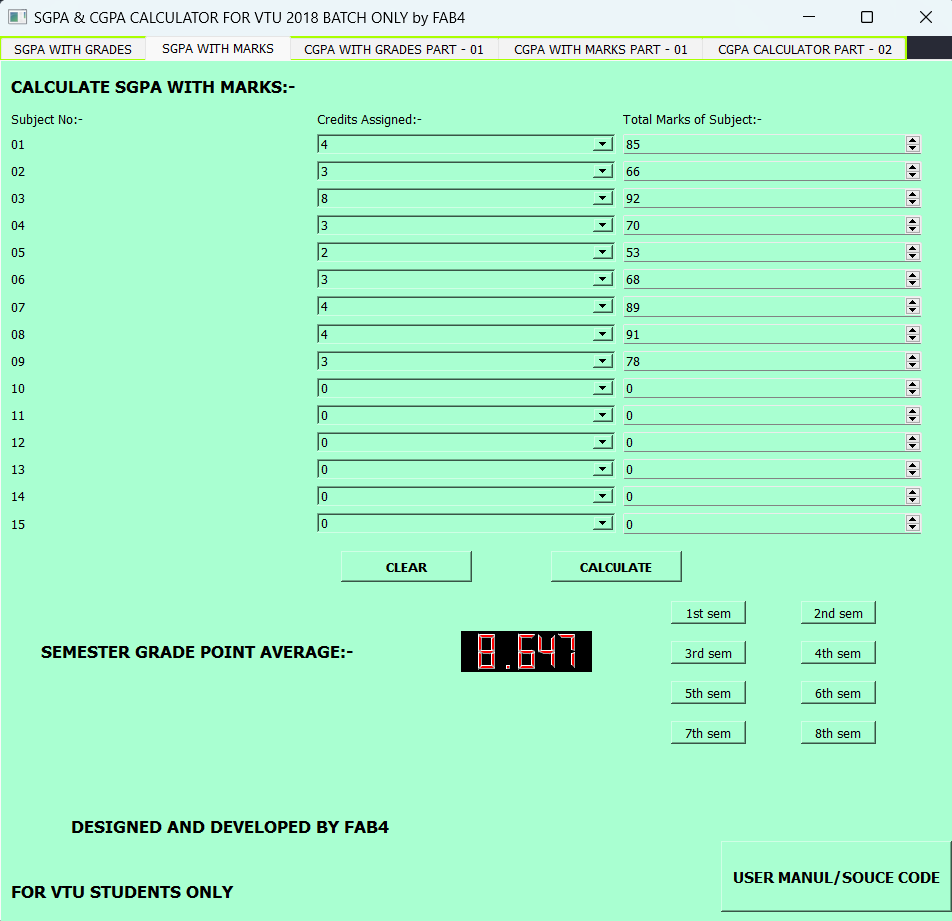 SGPA & CGPA CALCULATOR FOR VTU 2018 BATCH ONLY by FAB4
SGPA WITH GRADES SGPA WITH MARKS CGPA WITH GRADES PART - 01 CGPA WITH MARKS PART - 01 CGPA CALCULATOR PART - 02
CALCULATE SGPA WITH MARKS:-
Subject No:- Credits Assigned:- Total Marks of Subject:-
01 4 85
02 3 66
03 8 92
04 3 70
05 2 53
06 3 68
07 4 89
08 4 91
09 3 78
10 0 0
11 0 0
12 0 0
13 0 0
14 0 0
15 0 0
CLEAR CALCULATE
1st sem 2nd sem
SEMESTER GRADE POINT AVERAGE:- 8.647
3rd sem 4th sem
5th sem 6th sem
7th sem 8th sem
DESIGNED AND DEVELOPED BY FAB4
USER MANUL/SOUCE CODE
FOR VTU STUDENTS ONLY